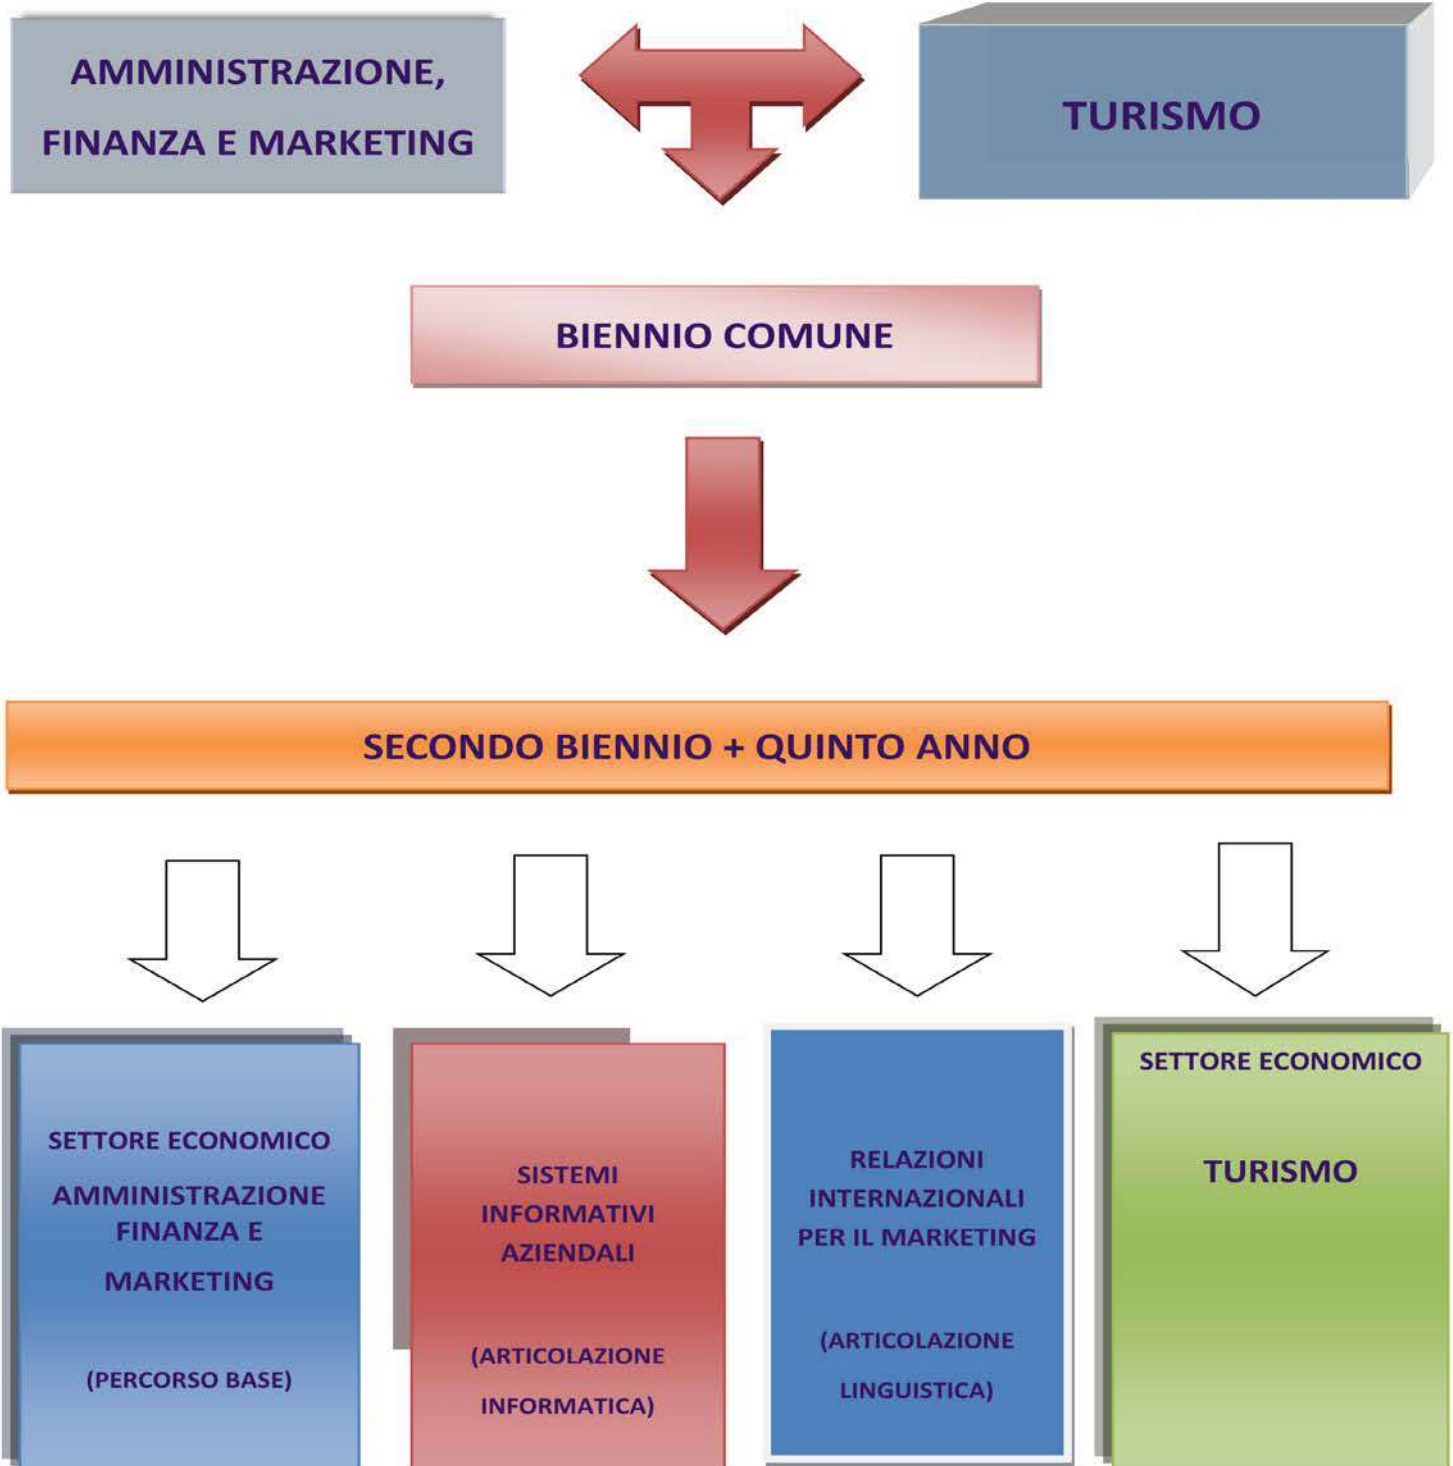 AMMINISTRAZIONE,
FINANZA E MARKETING
TURISMO
BIENNIO COMUNE
SECONDO BIENNIO + QUINTO ANNO
SETTORE ECONOMICO
AMMINISTRAZIONE
FINANZA E
MARKETING
(PERCORSO BASE)
SISTEMI
INFORMATIVI
AZIENDALI
(ARTICOLAZIONE
INFORMATICA)
RELAZIONI
INTERNAZIONALI
PER IL MARKETING
(ARTICOLAZIONE
LINGUISTICA)
SETTORE ECONOMICO
TURISMO